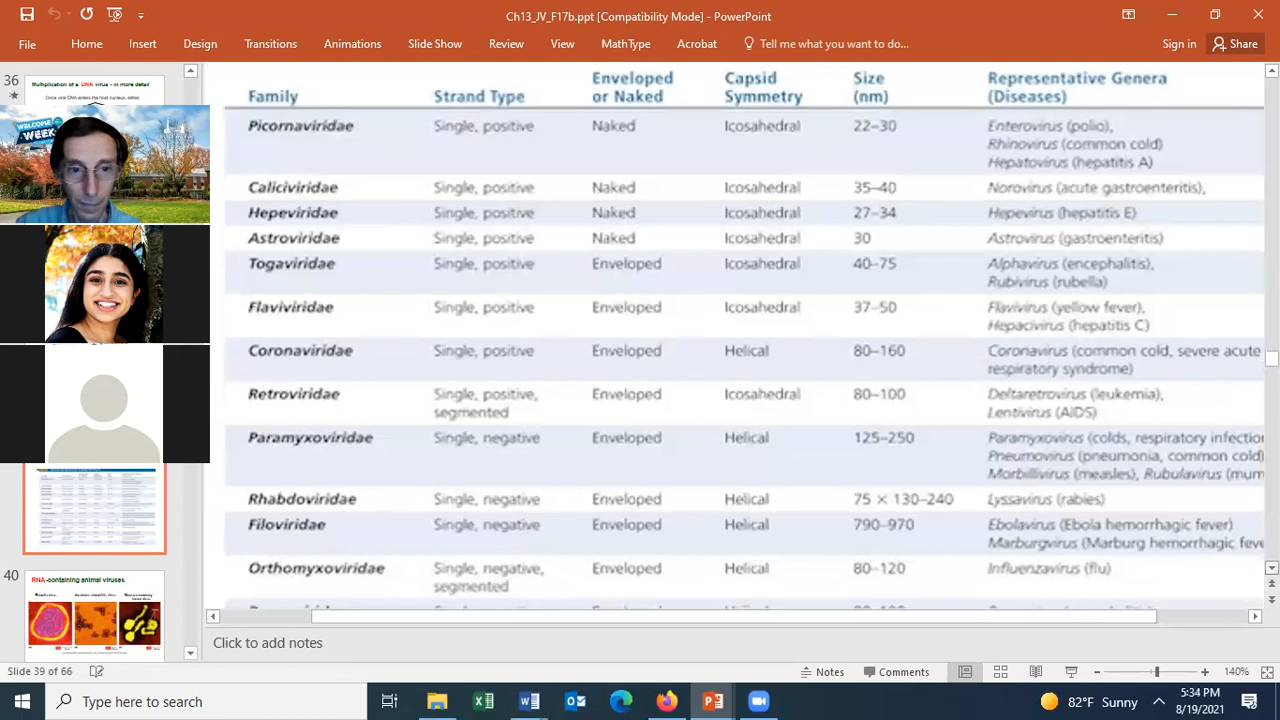 Ch13_JV_F17b.ppt [Compatibility Mode] - PowerPoint
File Home Insert Design Transitions Animations Slide Show Review View MathType Acrobat Tell me what you want to do... Sign in Share
36
Multiplication of a DNA virus - in more detail
Once viral DNA enters the host nucleus, either:
WELCOME
WEEK
40
RNA-containing animal viruses
Family Strand Type Enveloped or Naked Capsid Symmetry Size (nm) Representative Genera (Diseases)
Picornaviridae Single, positive Naked Icosahedral 22–30 Enterovirus (polio),
Rhinovirus (common cold)
Hepatovirus (hepatitis A)
Caliciviridae Single, positive Naked Icosahedral 35–40 Norovirus (acute gastroenteritis),
Hepeviridae Single, positive Naked Icosahedral 27–34 Hepevirus (hepatitis E)
Astroviridae Single, positive Naked Icosahedral 30 Astrovirus (gastroenteritis)
Togaviridae Single, positive Enveloped Icosahedral 40–75 Alphavirus (encephalitis),
Rubivirus (rubella)
Flaviviridae Single, positive Enveloped Icosahedral 37–50 Flavivirus (yellow fever),
Hepacivirus (hepatitis C)
Coronaviridae Single, positive Enveloped Helical 80–160 Coronavirus (common cold, severe acute
respiratory syndrome)
Retroviridae Single, positive, Enveloped Icosahedral 80–100 Deltaretrovirus (leukemia),
segmented Lentivirus (AIDS)
Paramyxoviridae Single, negative Enveloped Helical 125–250 Paramyxovirus (colds, respiratory
Pneumovirus (pneumonia, common cold)
Morbillivirus (measles),
Rhabdoviridae Single, negative Enveloped Helical Lyssavirus (rabies)
Filoviridae Single, negative Enveloped Helical 790–970 Ebolavirus (Ebola hemorrhagic fever),
Marburgvirus (Marburg hemorrhagic
Orthomyxoviridae Single, negative, Enveloped Helical 80–120 Influenzavirus (flu)
segmented
Click to add notes
Slide 39 of 66 Notes Comments 140%
Type here to search 82°F Sunny 5:34 PM
8/19/2021